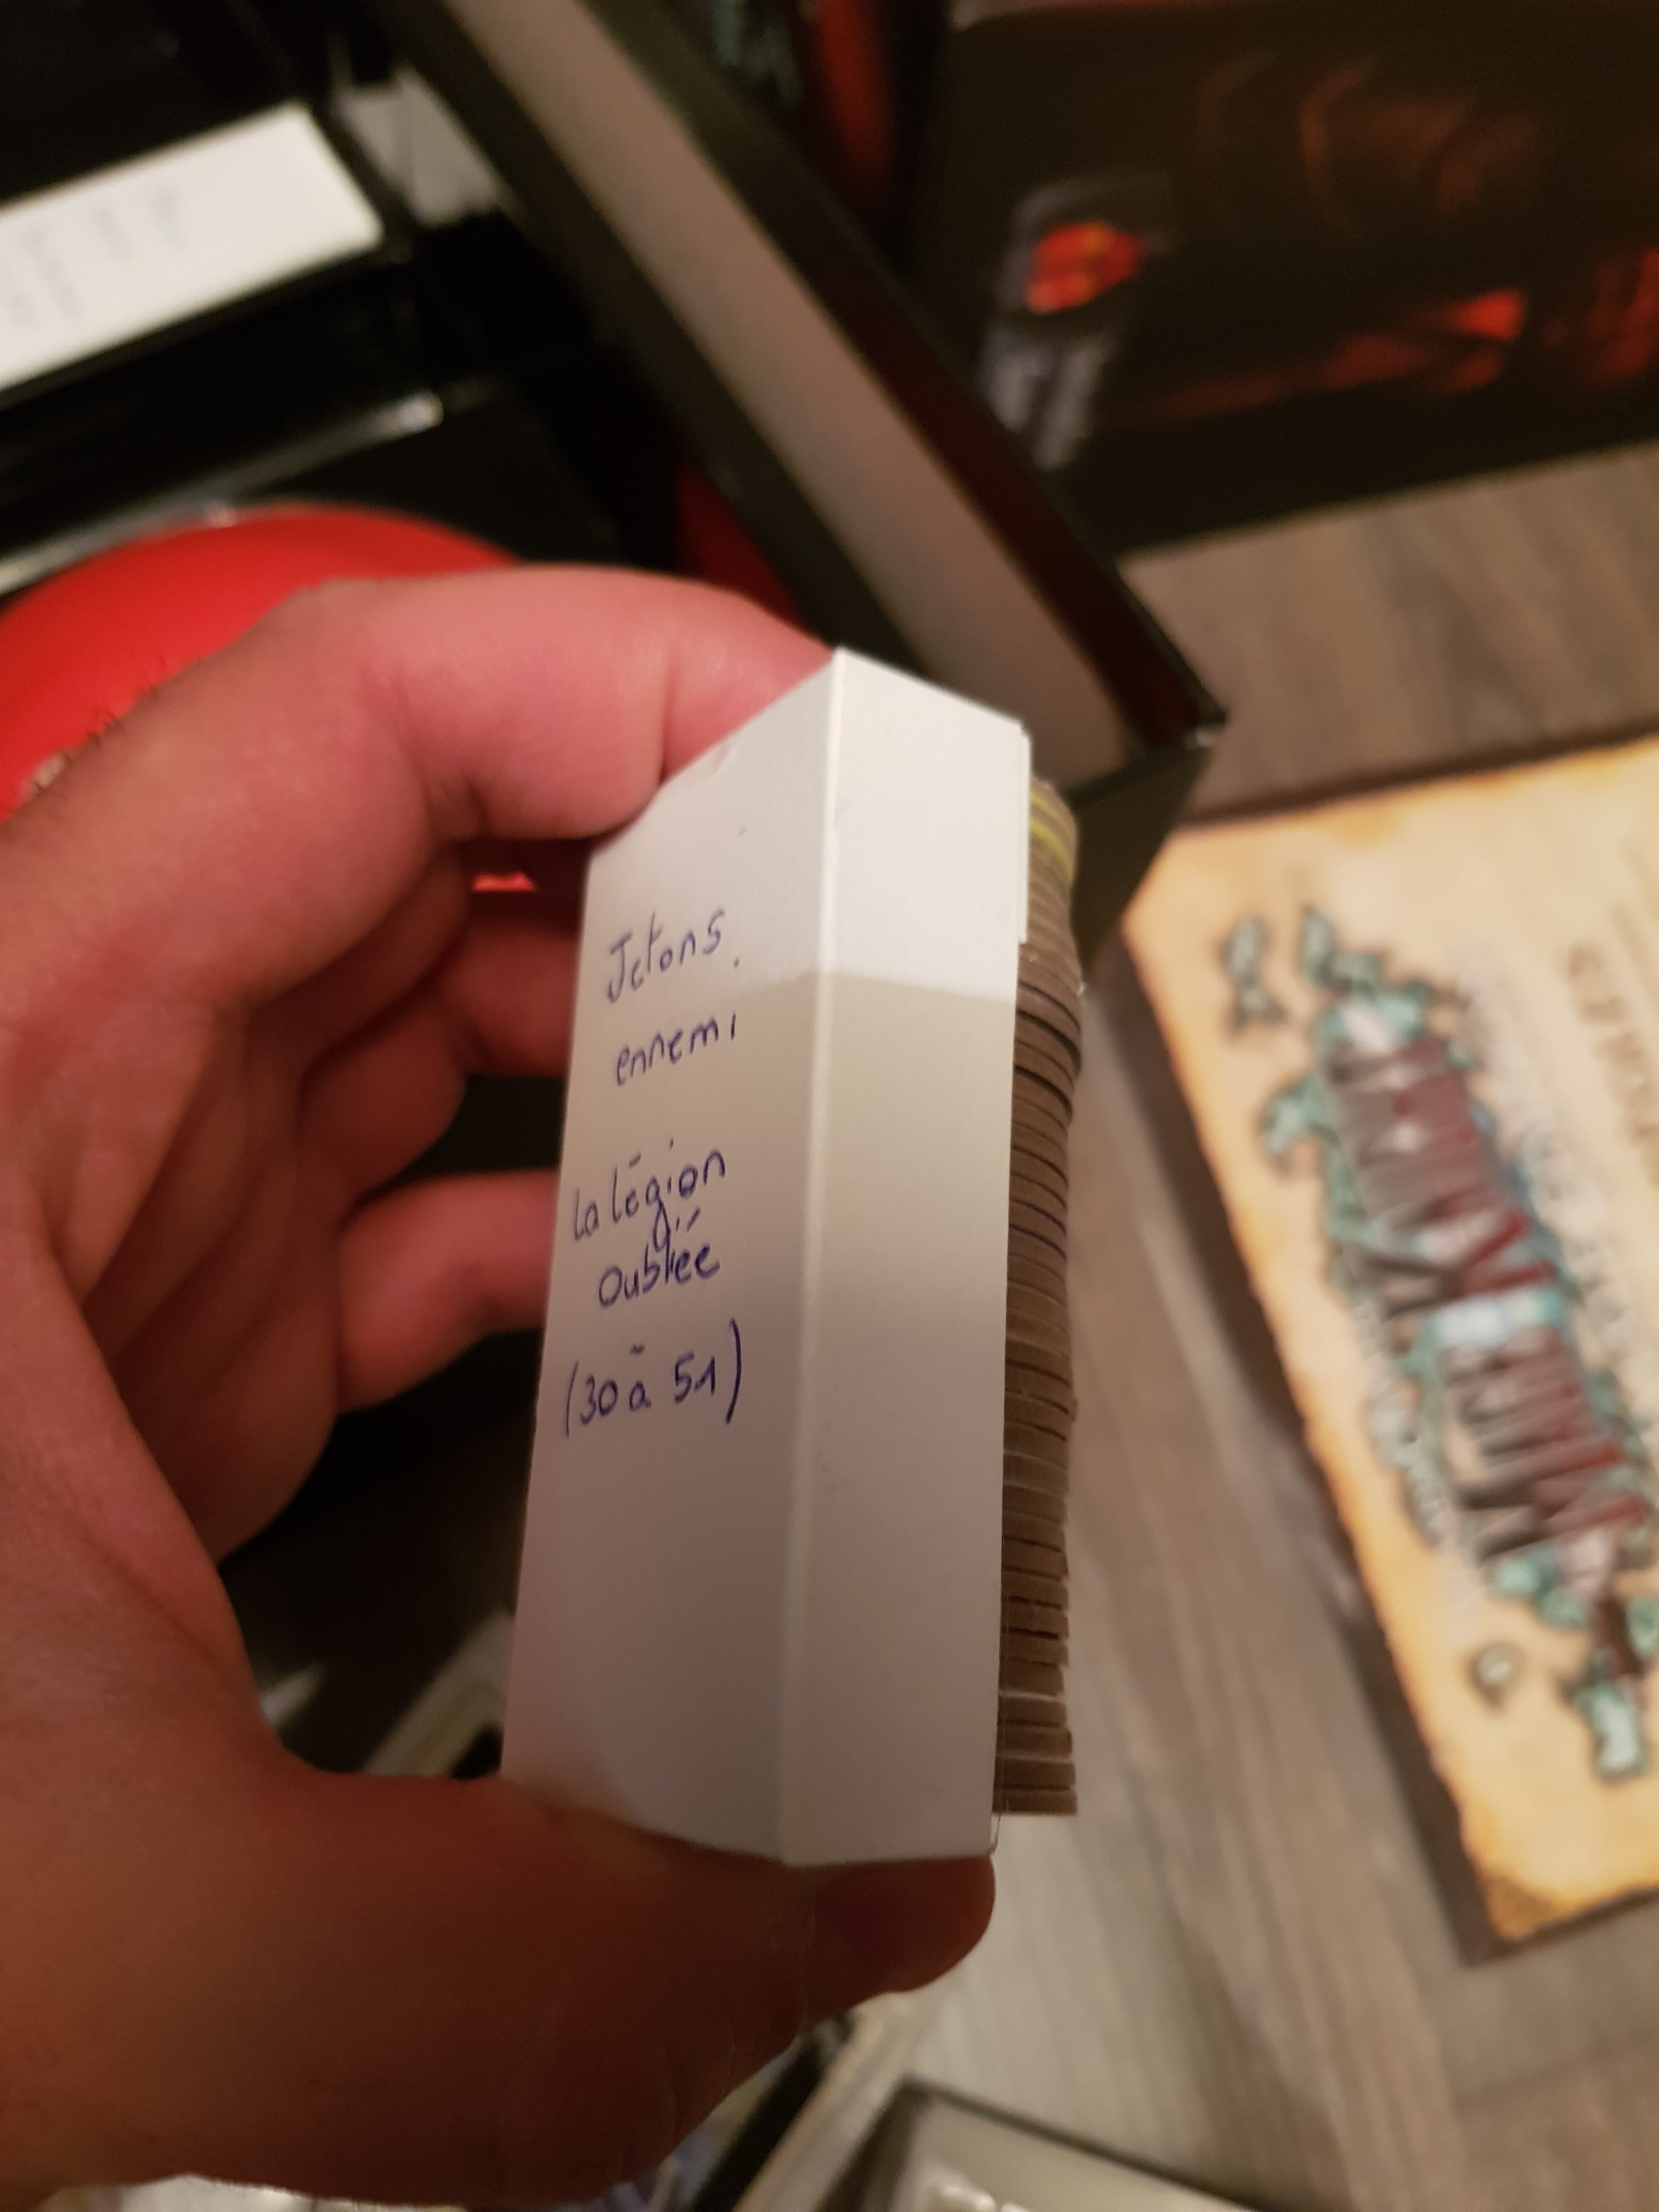 Jetons
ennemi
la légion
oubliée
(30 à 51)